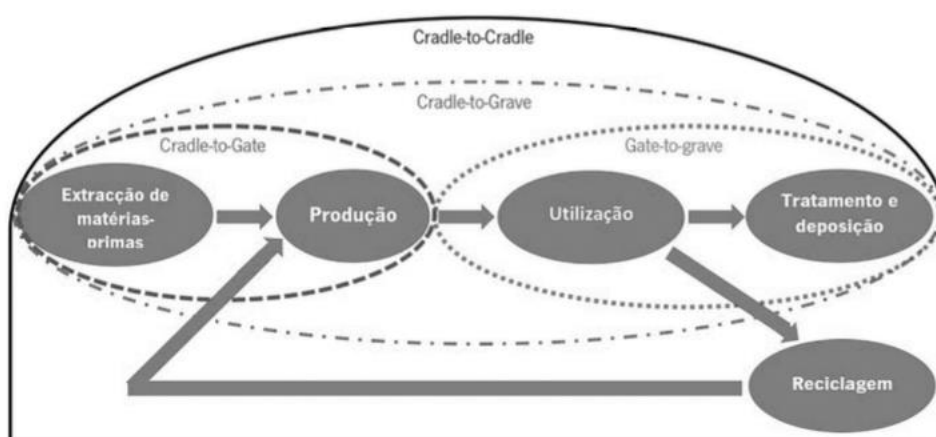 Cradle-to-Cradle
Cradle-to-Grave
Cradle-to-Gate
Gate-to-grave
Extracção de
matérias-
primas
Produção
Utilização
Tratamento e
deposição
Reciclagem